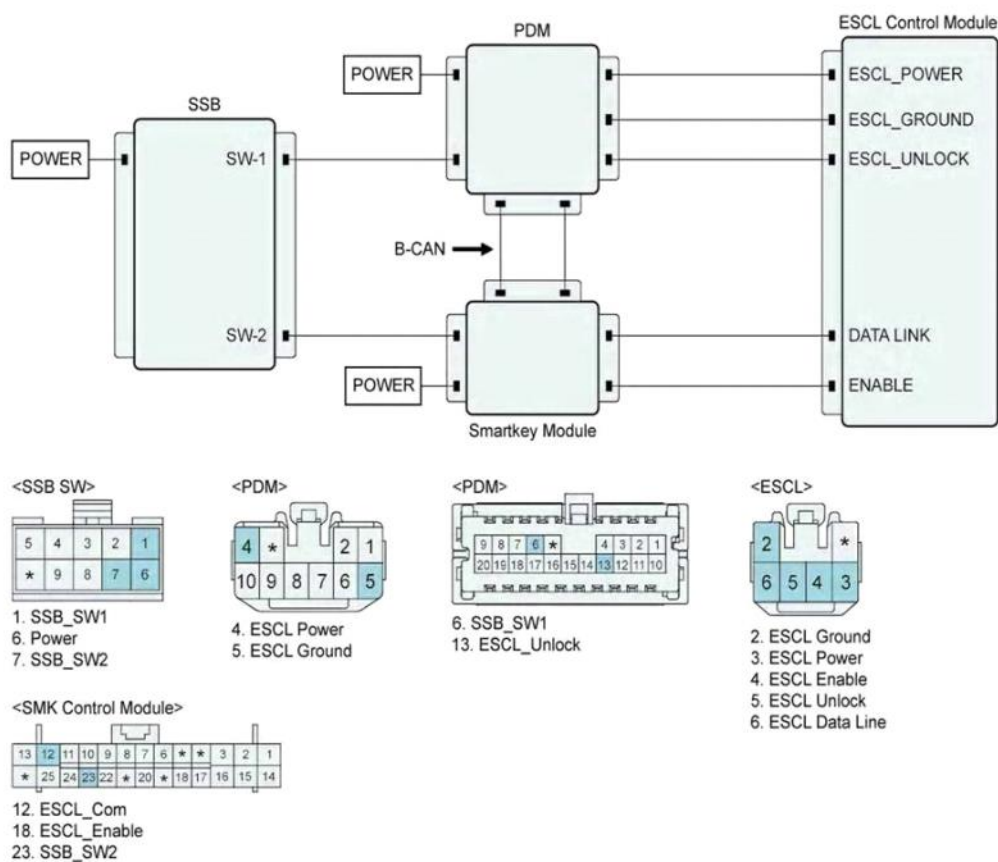 ESCL Control Module
PDM
POWER
ESCL_POWER
SSB
ESCL_GROUND
POWER
SW-1
ESCL_UNLOCK
B-CAN
SW-2
DATA LINK
POWER
ENABLE
Smartkey Module
<SSB SW>
5 4 3 2 1
* 9 8 7 6
1. SSB_SW1
6. Power
7. SSB_SW2
<PDM>
4 * 2 1
10 9 8 7 6 5
4. ESCL Power
5. ESCL Ground
<PDM>
9 8 7 6 * 4 3 2 1
20 19 18 17 16 15 14 13 12 11 10
6. SSB_SW1
13. ESCL_Unlock
<ESCL>
2 *
6 5 4 3
2. ESCL Ground
3. ESCL Power
4. ESCL Enable
5. ESCL Unlock
6. ESCL Data Line
<SMK Control Module>
13 12 11 10 9 8 7 6 * * 3 2 1
* 25 24 23 22 * 20 * 18 17 16 15 14
12. ESCL_Com
18. ESCL_Enable
23. SSB_SW2